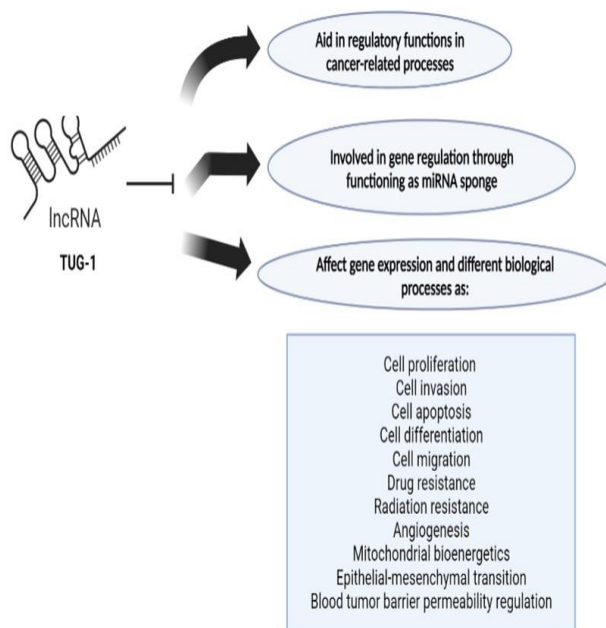 Aid in regulatory functions in
cancer-related processes
Involved in gene regulation through
functioning as miRNA sponge
lncRNA
TUG-1
Affect gene expression and different biological
processes as:
Cell proliferation
Cell invasion
Cell apoptosis
Cell differentiation
Cell migration
Drug resistance
Radiation resistance
Angiogenesis
Mitochondrial bioenergetics
Epithelial-mesenchymal transition
Blood tumor barrier permeability regulation